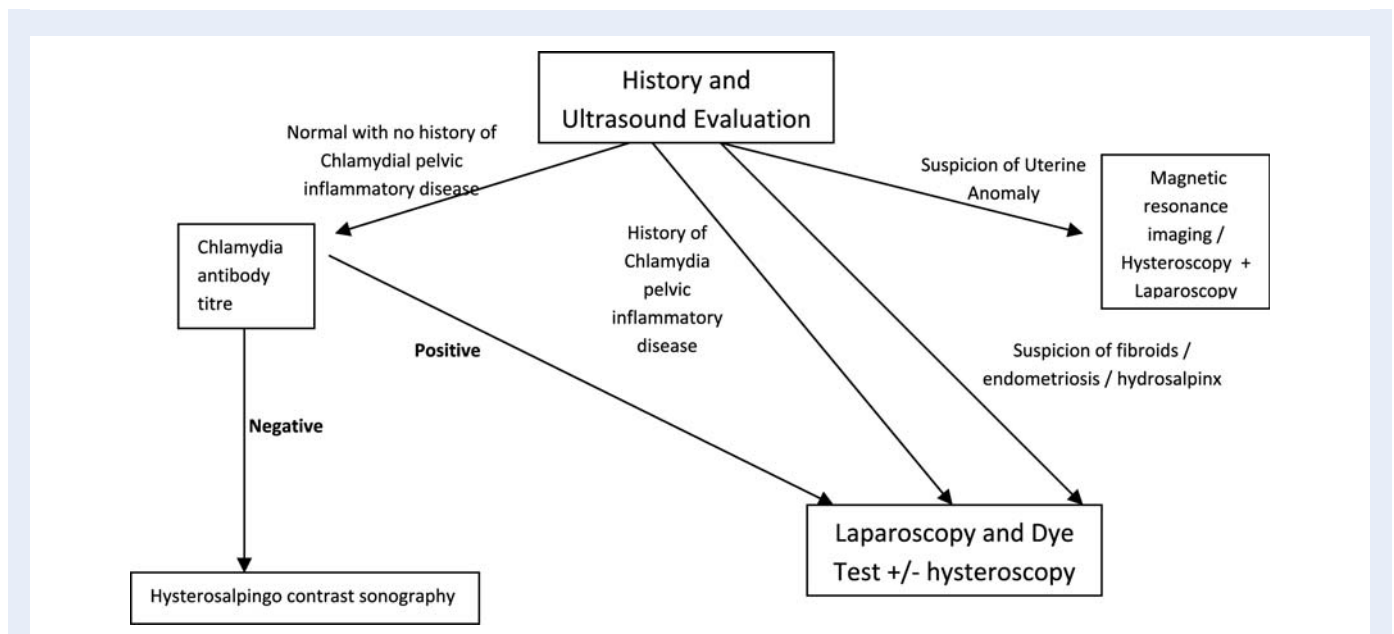 History and
Ultrasound Evaluation
Normal with no history of
Chlamydial pelvic
inflammatory disease
Suspicion of Uterine
Anomaly
Magnetic
resonance
imaging /
Hysteroscopy +
Laparoscopy
Chlamydia
antibody
titre
History of
Chlamydia
pelvic
inflammatory
disease
Positive
Suspicion of fibroids /
endometriosis / hydrosalpinx
Negative
Laparoscopy and Dye
Test +/- hysteroscopy
Hysterosalpingo contrast sonography